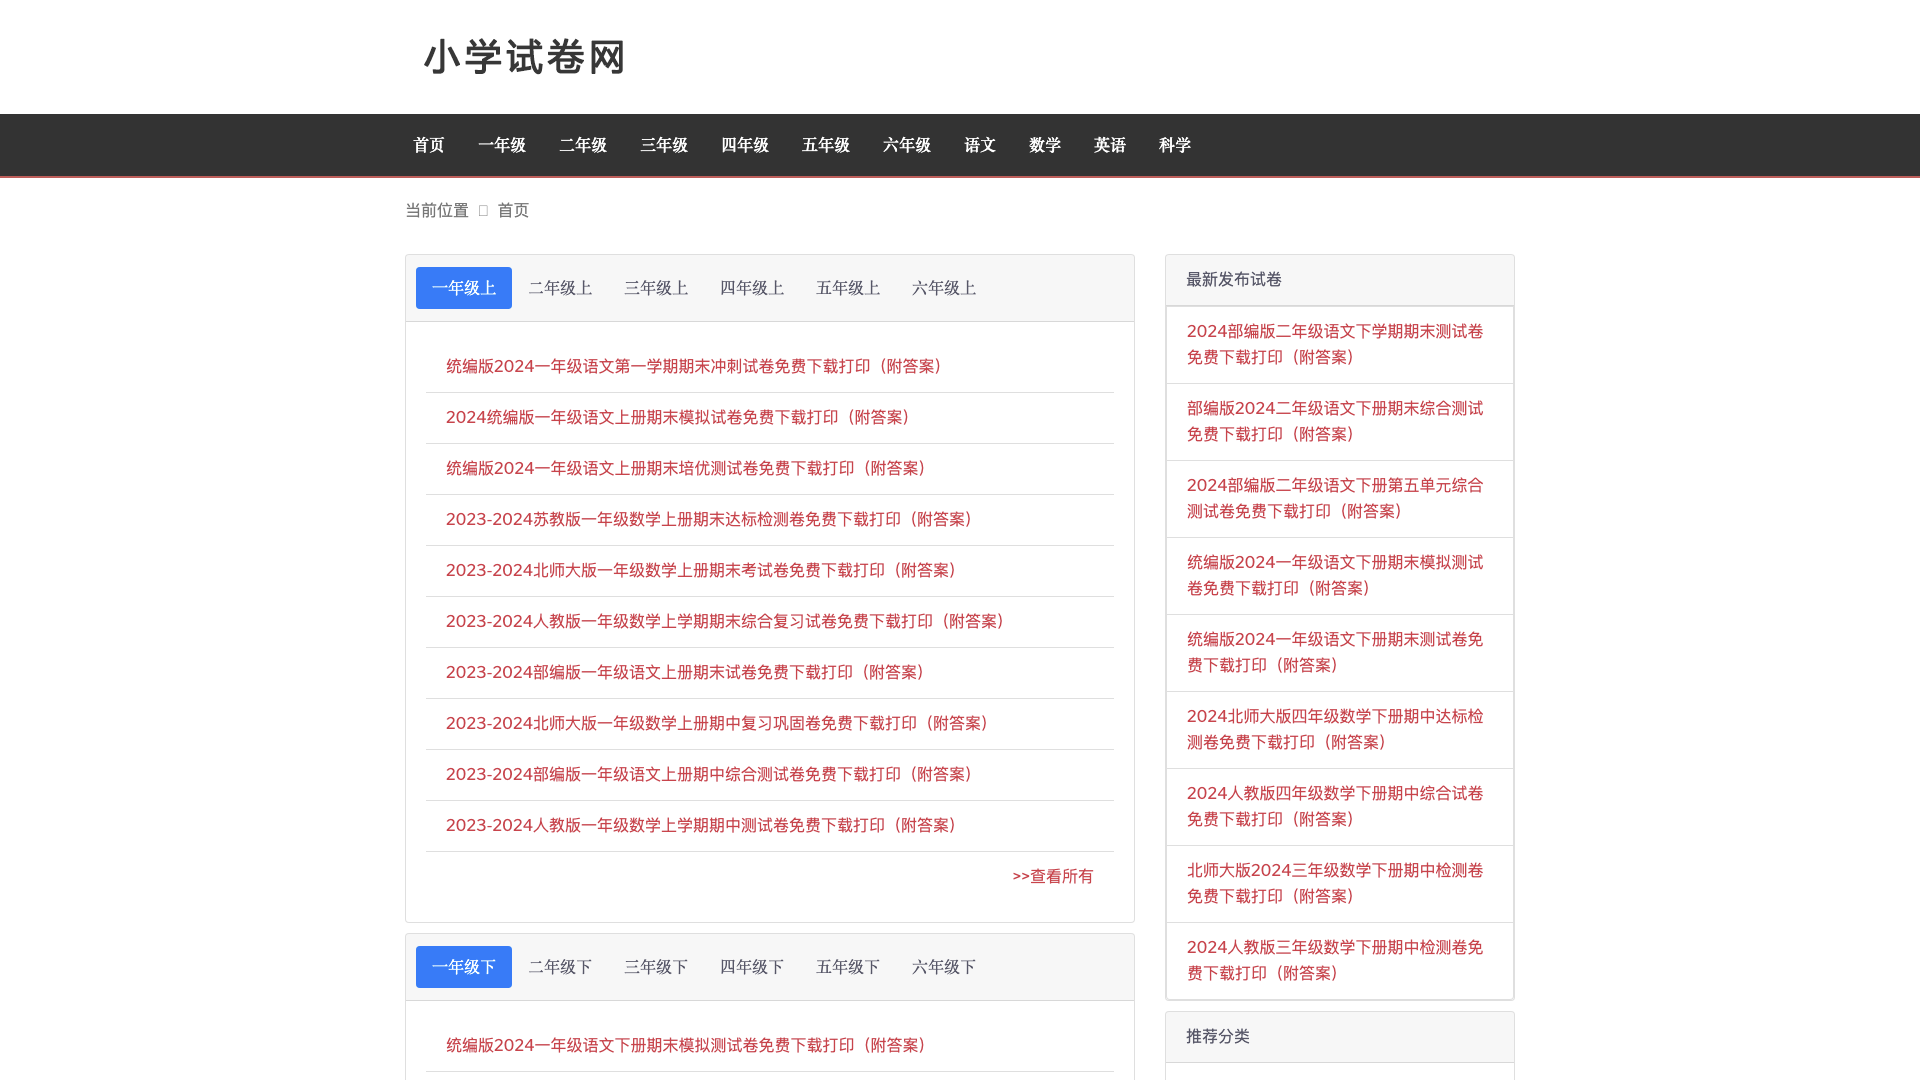 小学试卷网
首页 一年级 二年级 三年级 四年级 五年级 六年级 语文 数学 英语 科学
当前位置 首页
一年级上 二年级上 三年级上 四年级上 五年级上 六年级上
统编版2024一年级语文第一学期期末冲刺试卷免费下载打印（附答案）
2024统编版一年级语文上册期末模拟试卷免费下载打印（附答案）
统编版2024一年级语文上册期末培优测试卷免费下载打印（附答案）
2023-2024苏教版一年级数学上册期末达标检测卷免费下载打印（附答案）
2023-2024北师大版一年级数学上册期末考试卷免费下载打印（附答案）
2023-2024人教版一年级数学上学期期末综合复习试卷免费下载打印（附答案）
2023-2024部编版一年级语文上册期末试卷免费下载打印（附答案）
2023-2024北师大版一年级数学上册期中复习巩固卷免费下载打印（附答案）
2023-2024部编版一年级语文上册期中综合测试卷免费下载打印（附答案）
2023-2024人教版一年级数学上学期期中测试卷免费下载打印（附答案）
>>查看所有
一年级下 二年级下 三年级下 四年级下 五年级下 六年级下
统编版2024一年级语文下册期末模拟测试卷免费下载打印（附答案）
最新发布试卷
2024部编版二年级语文下学期期末测试卷
免费下载打印（附答案）
部编版2024二年级语文下册期末综合测试
免费下载打印（附答案）
2024部编版二年级语文下册第五单元综合
测试卷免费下载打印（附答案）
统编版2024一年级语文下册期末模拟测试
卷免费下载打印（附答案）
统编版2024一年级语文下册期末测试卷免
费下载打印（附答案）
2024北师大版四年级数学下册期中达标检
测卷免费下载打印（附答案）
2024人教版四年级数学下册期中综合试卷
免费下载打印（附答案）
北师大版2024三年级数学下册期中检测卷
免费下载打印（附答案）
2024人教版三年级数学下册期中检测卷免
费下载打印（附答案）
推荐分类